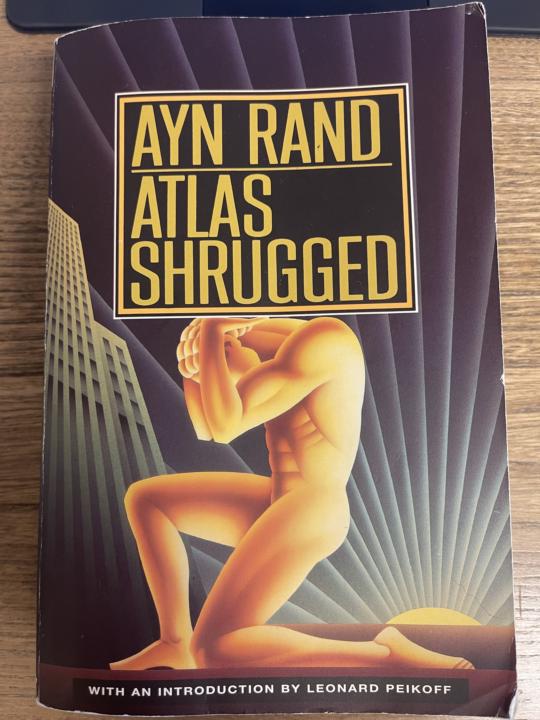 AYN RAND
ATLAS
SHRUGGED
WITH AN INTRODUCTION BY LEONARD PEIKOFF